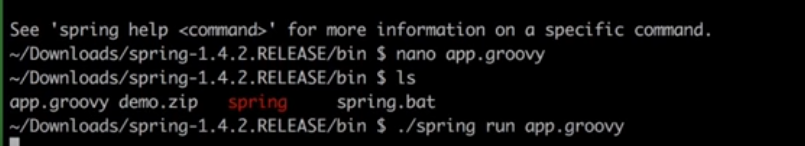 See 'spring help <command>' for more information on a specific command.
~/Downloads/spring-1.4.2.RELEASE/bin $ nano app.groovy
~/Downloads/spring-1.4.2.RELEASE/bin $ ls
app.groovy demo.zip spring spring.bat
~/Downloads/spring-1.4.2.RELEASE/bin $ ./spring run app.groovy